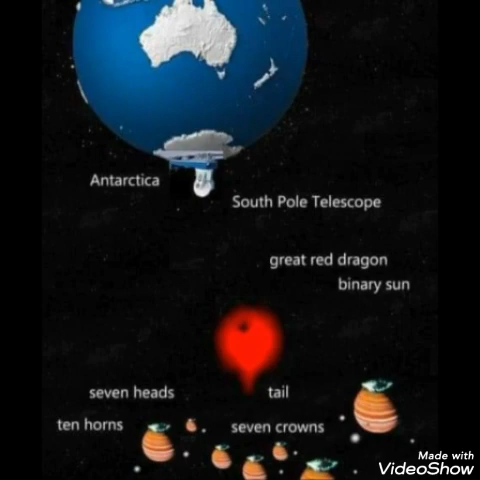 Antarctica
South Pole Telescope
great red dragon
binary sun
seven heads
tail
ten horns
seven crowns
Made with
VideoShow